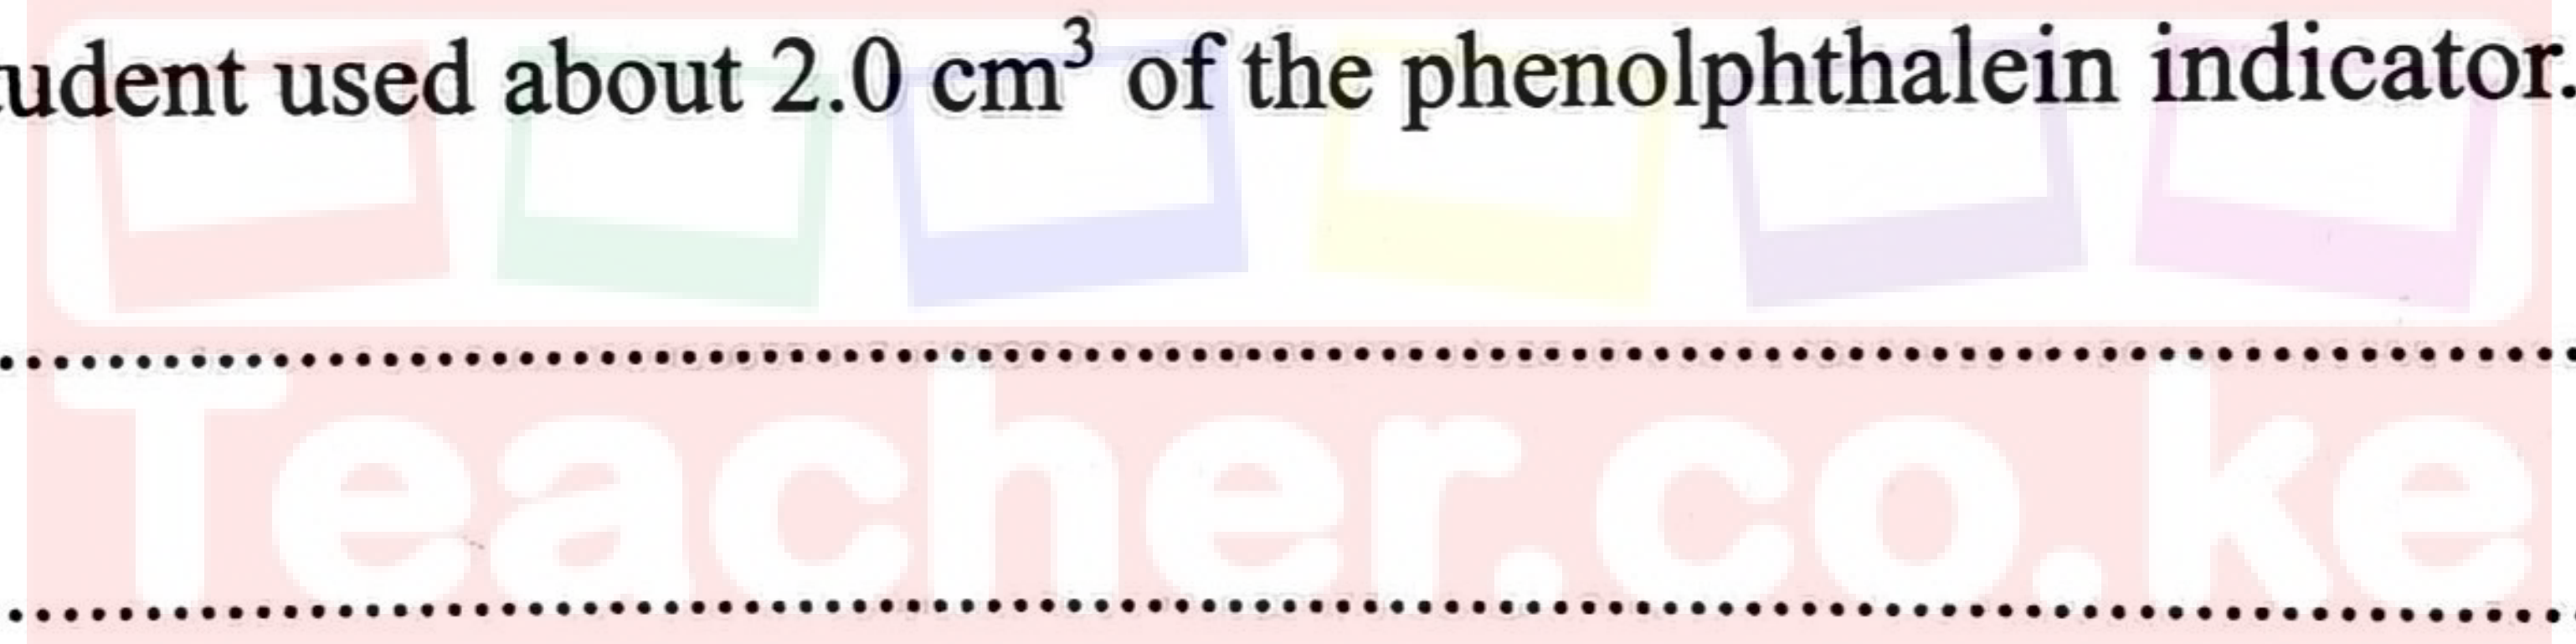 udent used about 2.0 cm³ of the phenolphthalein indicator.
Teacher.co.ke